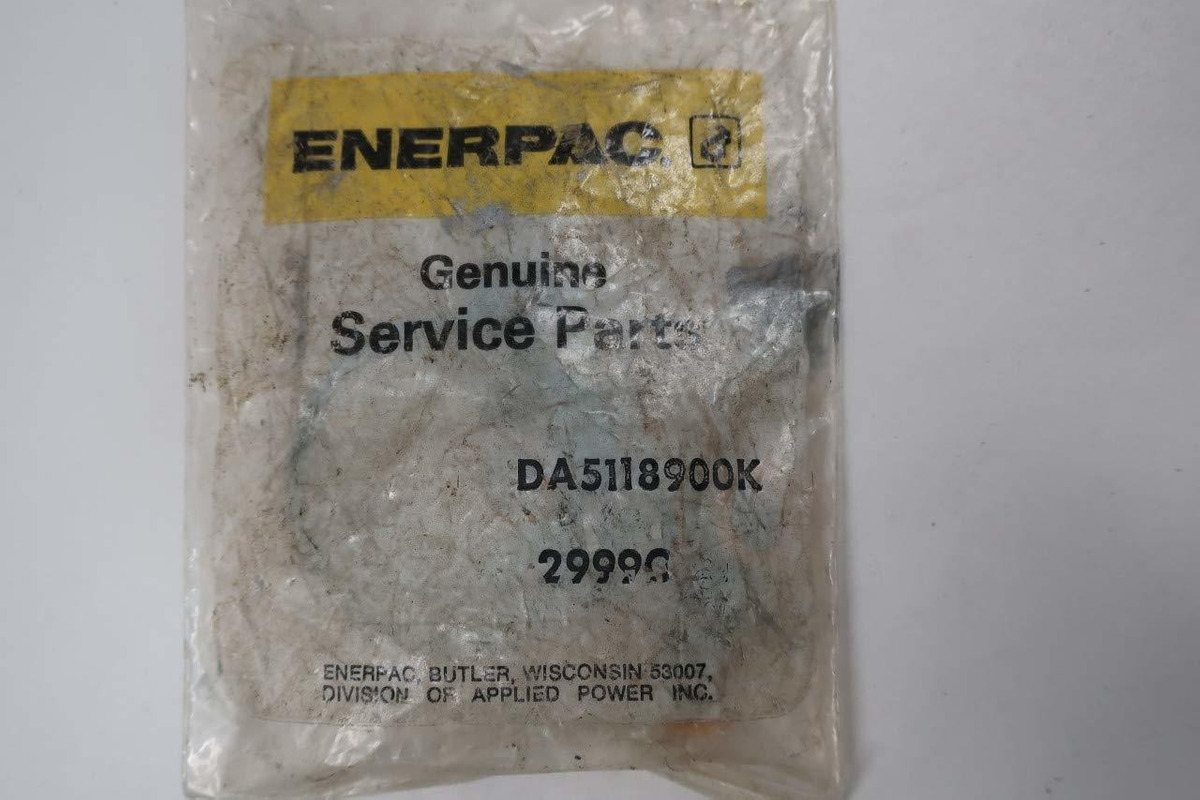 ENERPAC
Genuine
Service Parts
DA5118900K
ENERPAC, BUTLER, WISCONSIN 53007,
DIVISION OF APPLIED POWER INC.